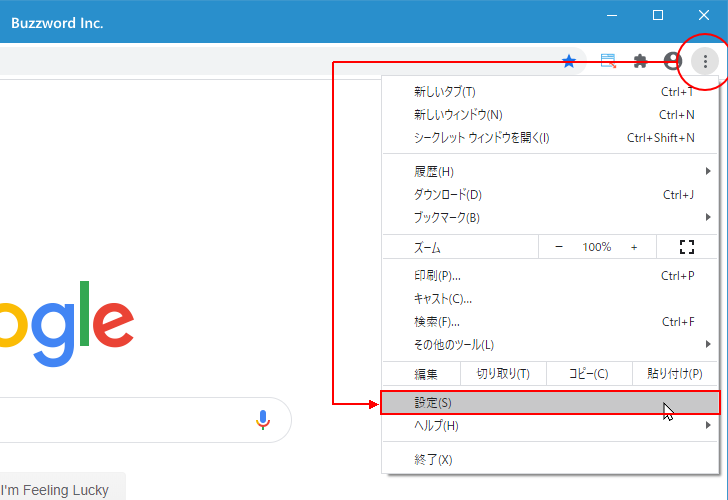 Buzzword Inc.
新しいタブ(T) Ctrl+T
新しいウィンドウ(N) Ctrl+N
シークレット ウィンドウを開く(I) Ctrl+Shift+N
履歴(H)
ダウンロード(D) Ctrl+J
ブックマーク(B)
ズーム − 100% +
印刷(P)... Ctrl+P
キャスト(C)...
検索(F)... Ctrl+F
その他のツール(L)
ogle
編集 切り取り(T) コピー(C) 貼り付け(P)
設定(S)
ヘルプ(H)
終了(X)
I'm Feeling Lucky